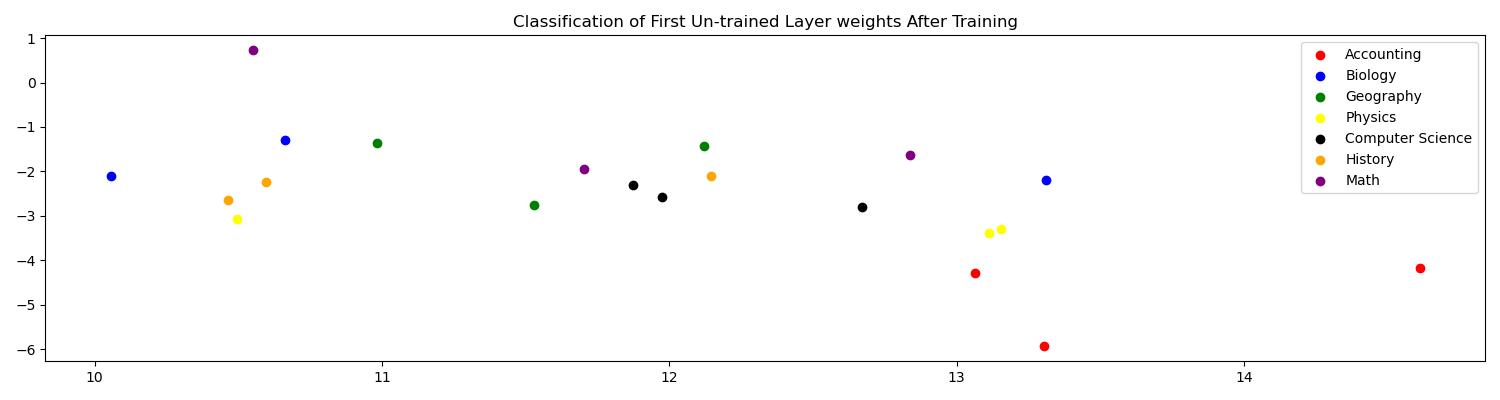 Classification of First Un-trained Layer weights After Training
1
0
−1
−2
−3
−4
−5
−6
10
11
12
13
14
Accounting
Biology
Geography
Physics
Computer Science
History
Math